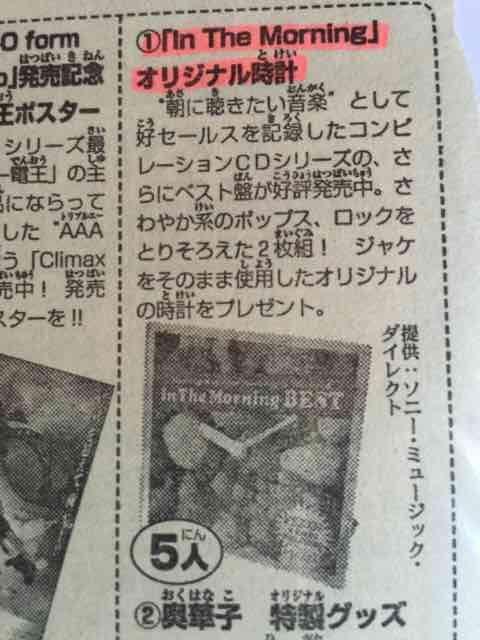 O form
」発売記念
王ポスター
シリーズ最
電王」の主
にならって
した“AAA
う「Climax
売中! 発売
スターを!!
①「In The Morning」
オリジナル時計
“朝に聴きたい音楽”として
好セールスを記録したコンピ
レーションCDシリーズの、さ
らにベスト盤が好評発売中。さ
わやか系のポップス、ロックを
とりそろえた2枚組! ジャケ
をそのまま使用したオリジナル
の時計をプレゼント。
提供:ソニー・ミュージック・
ダイレクト
in The Morning BEST
5人
②奥華子 特製グッズ